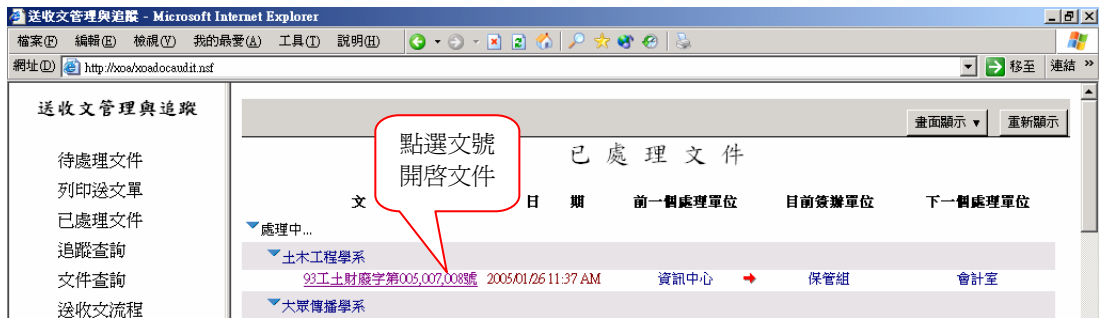 送收文管理與追蹤 - Microsoft Internet Explorer
檔案(F) 編輯(E) 檢視(V) 我的最愛(A) 工具(T) 說明(H)
網址(D) http://xoa/xoadocaudit.nsf 移至 連結 »
送收文管理與追蹤
畫面顯示 ▼ 重新顯示
點選文號
開啓文件
已處理文件
待處理文件
列印送文單
已處理文件
追蹤查詢
文件查詢
送收文流程
文 日 期 前一個處理單位 目前簽辦單位 下一個處理單位
處理中...
土木工程學系
93工土財廢字第005,007,008號 2005/01/26 11:37 AM 資訊中心 保管組 會計室
大眾傳播學系